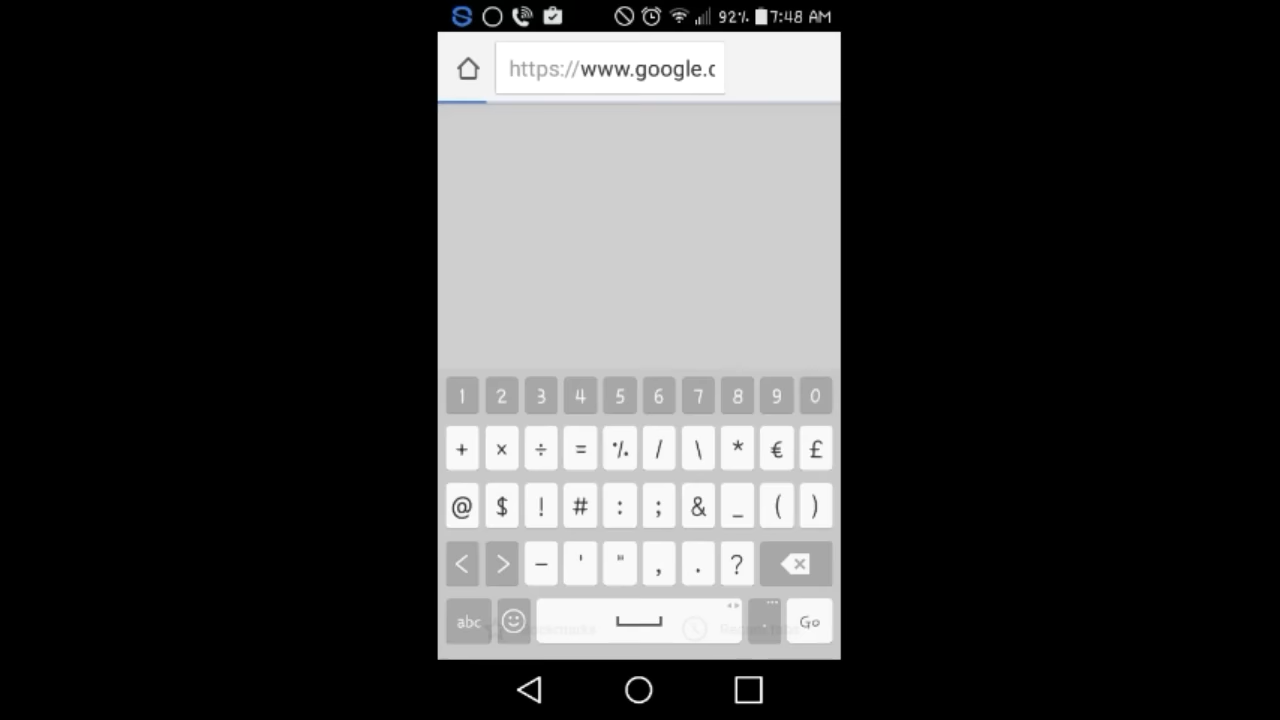 92% 7:48 AM
https://www.google.c
1 2 3 4 5 6 7 8 9 0
+ × ÷ = % / \ * € £
@ $ ! # : ; & _ ( )
< > - ' " , . ?
abc . Go